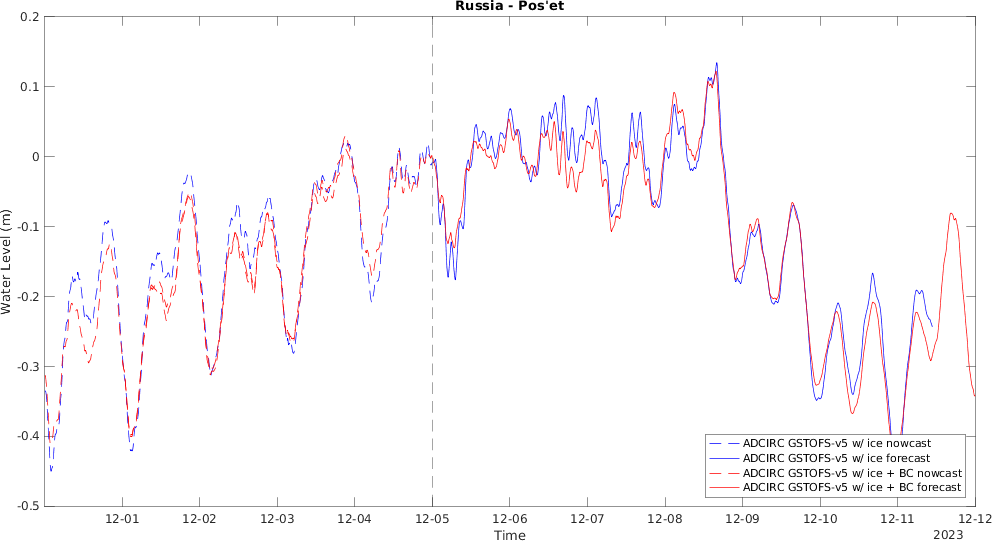 Russia - Pos'et
Water Level (m)
0.2
0.1
0
-0.1
-0.2
-0.3
-0.4
-0.5
ADCIRC GSTOFS-v5 w/ ice nowcast
ADCIRC GSTOFS-v5 w/ ice forecast
ADCIRC GSTOFS-v5 w/ ice + BC nowcast
ADCIRC GSTOFS-v5 w/ ice + BC forecast
12-01 12-02 12-03 12-04 12-05 12-06 12-07 12-08 12-09 12-10 12-11 12-12
Time
2023